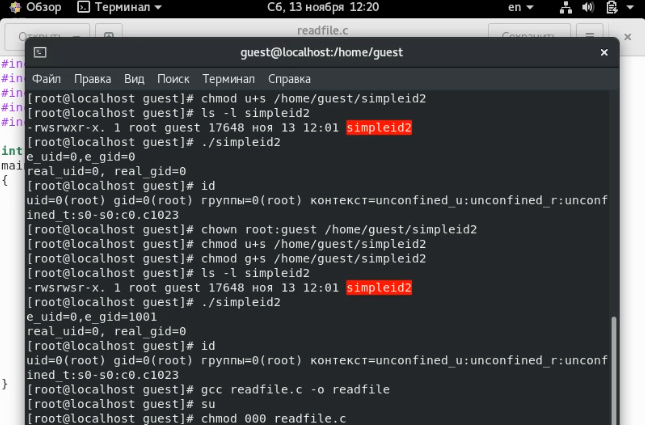 Обзор Терминал Сб, 13 ноября 12:20 en
readfile.c
Открыть Сохранить
guest@localhost:/home/guest
Файл Правка Вид Поиск Терминал Справка
[root@localhost guest]# chmod u+s /home/guest/simpleid2
[root@localhost guest]# ls -l simpleid2
-rwsrwxr-x. 1 root guest 17648 ноя 13 12:01 simpleid2
[root@localhost guest]# ./simpleid2
e_uid=0,e_gid=0
real_uid=0, real_gid=0
[root@localhost guest]# id
uid=0(root) gid=0(root) группы=0(root) контекст=unconfined_u:unconfined_r:unconf
ined_t:s0-s0:c0.c1023
[root@localhost guest]# chown root:guest /home/guest/simpleid2
[root@localhost guest]# chmod u+s /home/guest/simpleid2
[root@localhost guest]# chmod g+s /home/guest/simpleid2
[root@localhost guest]# ls -l simpleid2
-rwsrwsr-x. 1 root guest 17648 ноя 13 12:01 simpleid2
[root@localhost guest]# ./simpleid2
e_uid=0,e_gid=1001
real_uid=0, real_gid=0
[root@localhost guest]# id
uid=0(root) gid=0(root) группы=0(root) контекст=unconfined_u:unconfined_r:unconf
ined_t:s0-s0:c0.c1023
[root@localhost guest]# gcc readfile.c -o readfile
[root@localhost guest]# su
[root@localhost guest]# chmod 000 readfile.c
#in
#in
#in
#in
#in
int
main
{
}